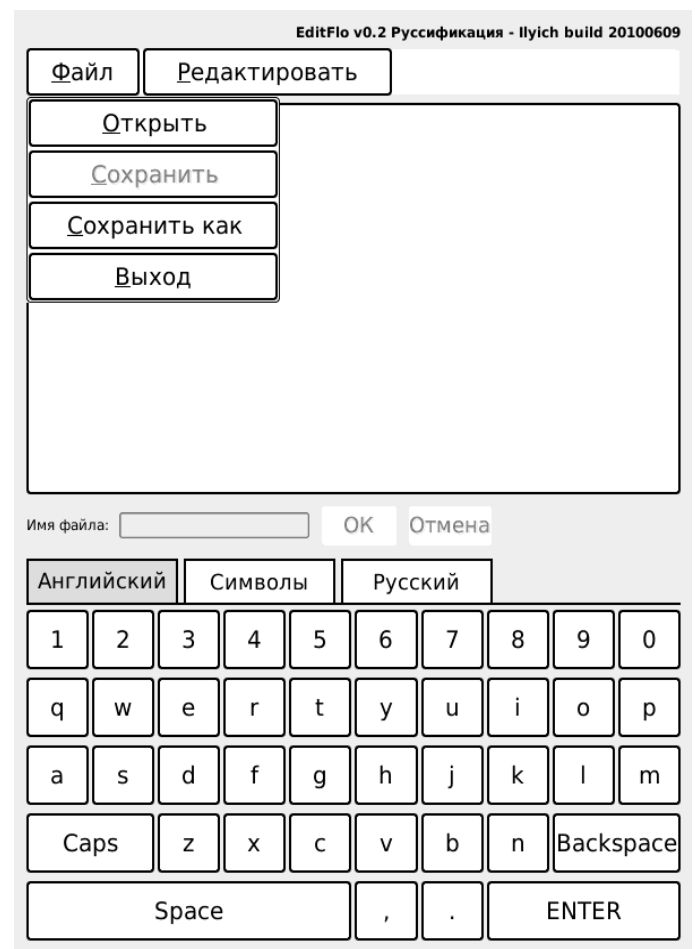 EditFlo v0.2 Руссификация - Ilyich build 20100609
Файл Редактировать
Открыть
Сохранить
Сохранить как
Выход
Имя файла: OK Отмена
Английский Символы Русский
1 2 3 4 5 6 7 8 9 0
q w e r t y u i o p
a s d f g h j k l m
Caps z x c v b n Backspace
Space , . ENTER